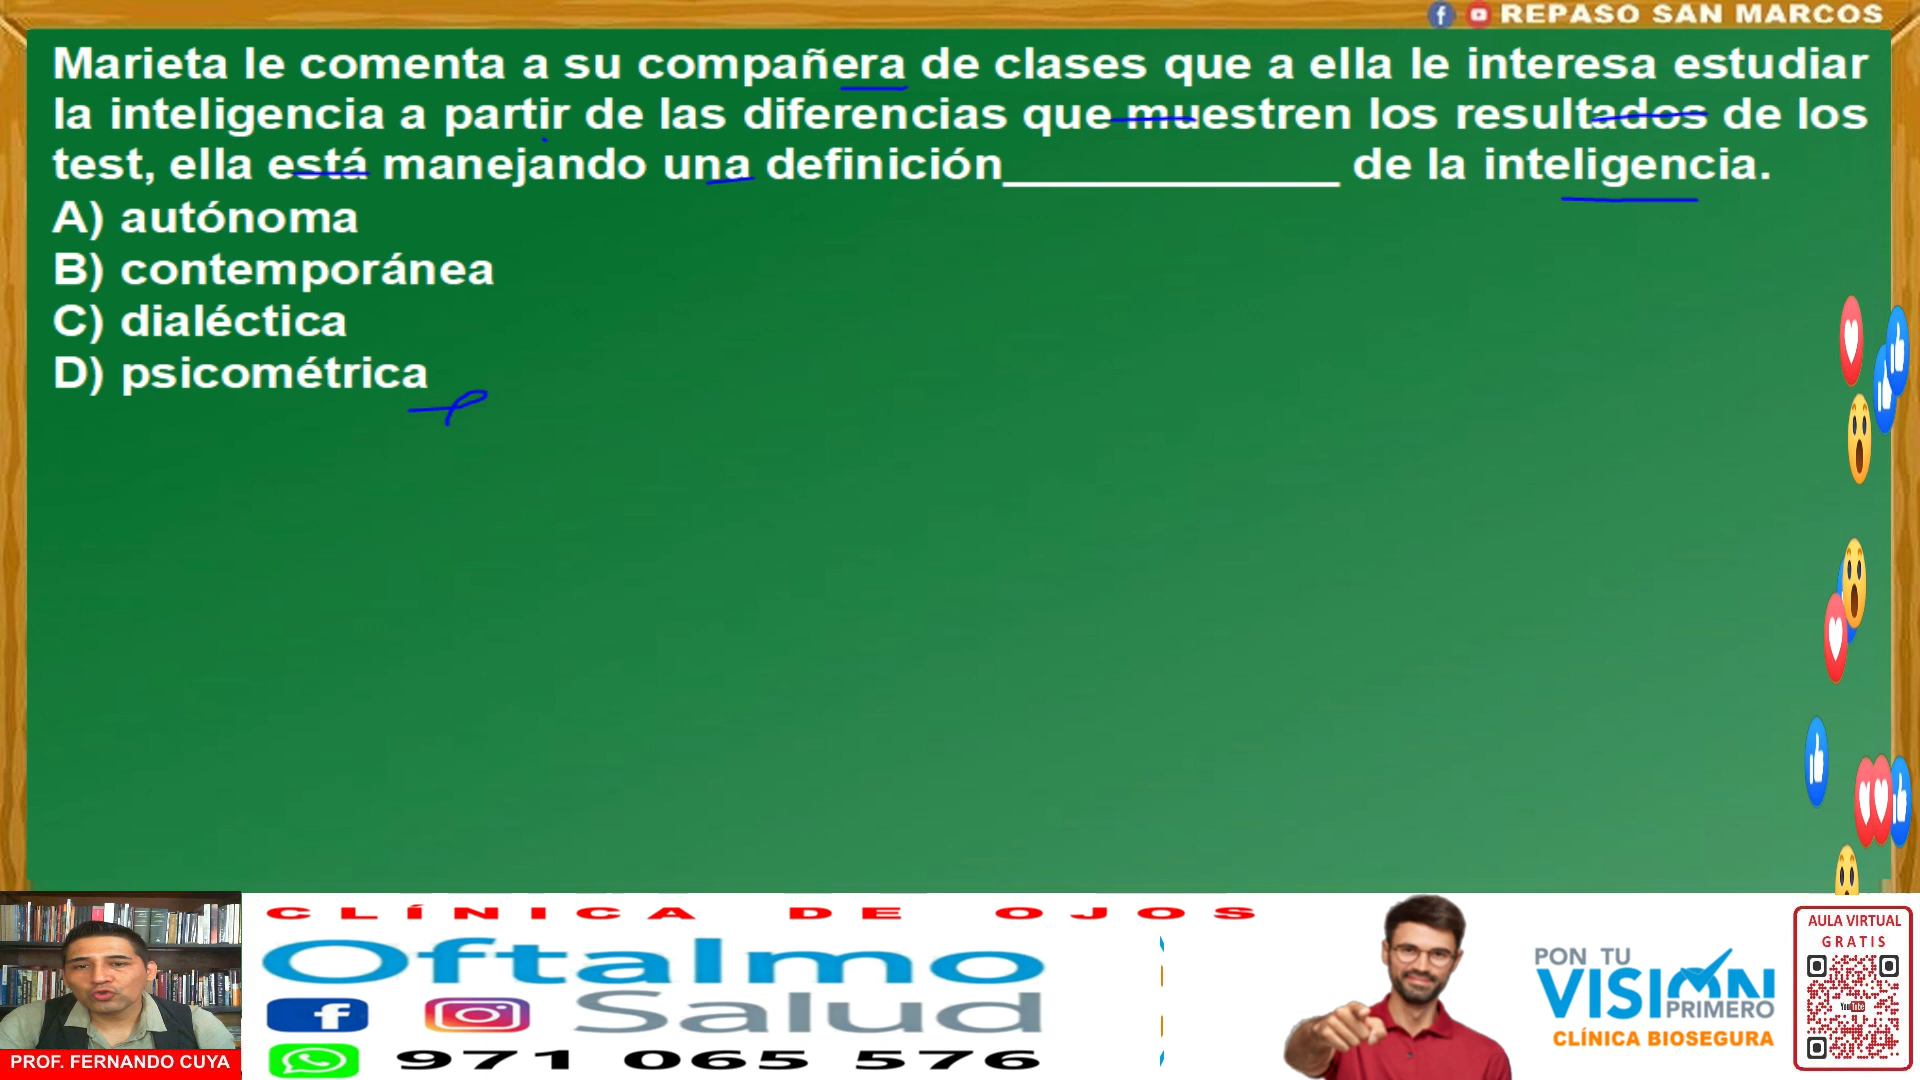 REPASO SAN MARCOS
Marieta le comenta a su compañera de clases que a ella le interesa estudiar
la inteligencia a partir de las diferencias que muestren los resultados de los
test, ella está manejando una definición______________ de la inteligencia.
A) autónoma
B) contemporánea
C) dialéctica
D) psicométrica
PROF. FERNANDO CUYA
CLÍNICA DE OJOS
Oftalmo
Salud
971 065 576
PON TU
VISIÓN
PRIMERO
CLÍNICA BIOSEGURA
AULA VIRTUAL
GRATIS
YouTube